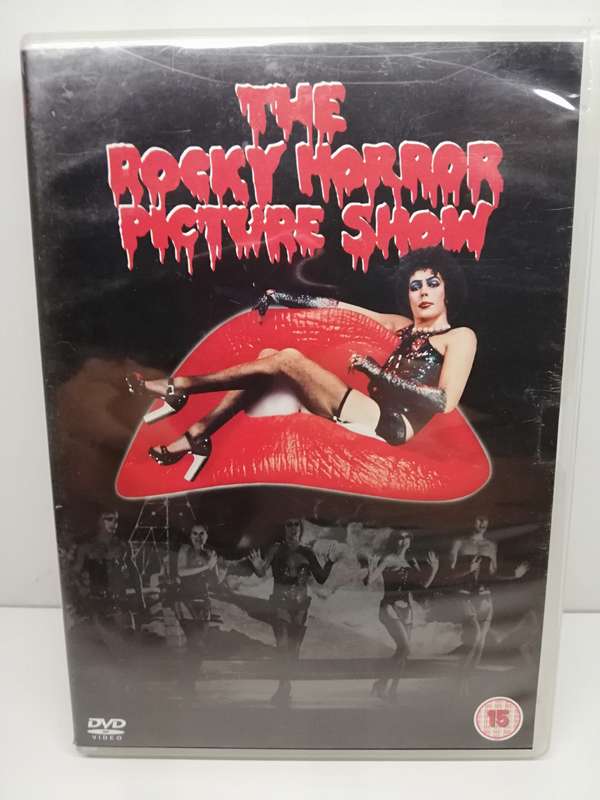 THE
ROCKY HORROR
PICTURE SHOW
DVD
VIDEO
15